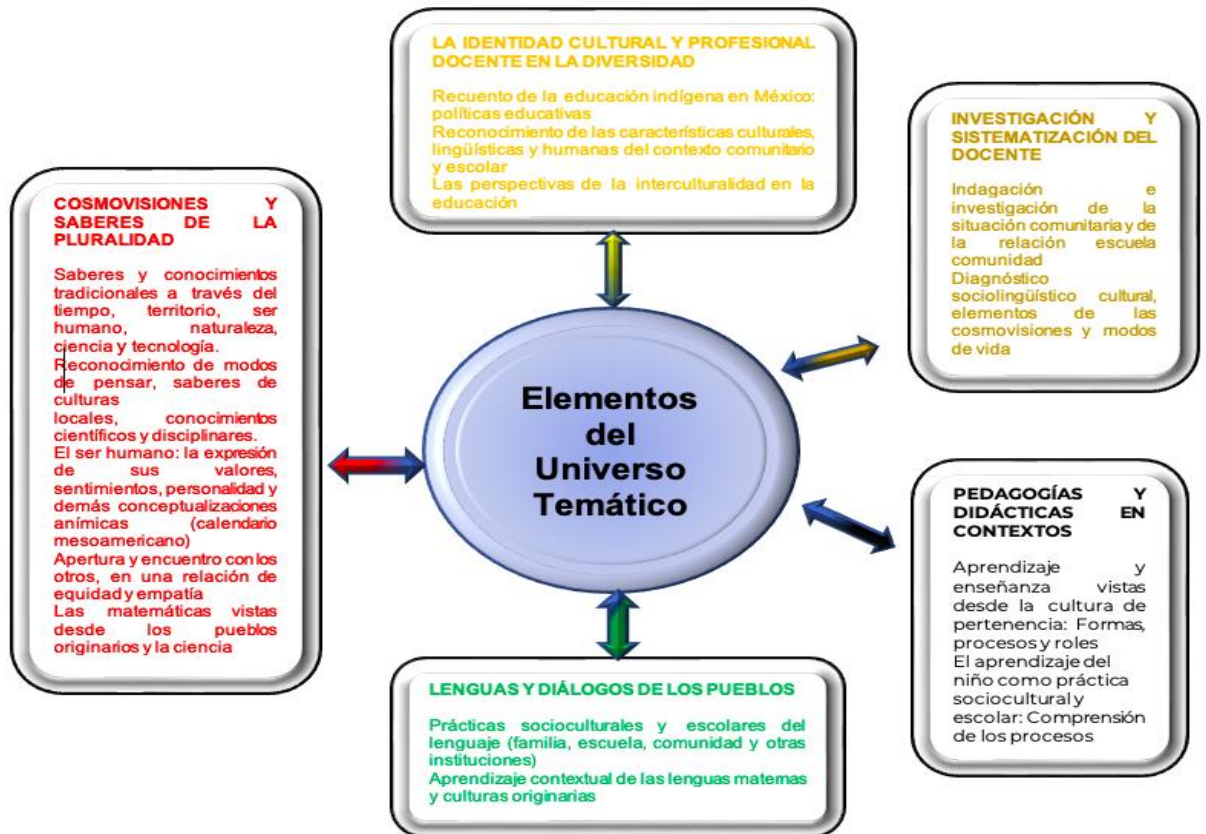 LA IDENTIDAD CULTURAL Y PROFESIONAL
DOCENTE EN LA DIVERSIDAD
Recuento de la educación indígena en México:
políticas educativas
Reconocimiento de las características culturales,
lingüísticas y humanas del contexto comunitario
y escolar
Las perspectivas de la interculturalidad en la
educación
COSMOVISIONES Y
SABERES DE LA
PLURALIDAD
Saberes y conocimientos
tradicionales a través del
tiempo, territorio, ser
humano, naturaleza,
ciencia y tecnología.
Reconocimiento de modos
de pensar, saberes de
culturas
locales, conocimientos
científicos y disciplinares.
El ser humano: la expresión
de sus valores,
sentimientos, personalidad y
demás conceptualizaciones
anímicas (calendario
mesoamericano)
Apertura y encuentro con los
otros, en una relación de
equidad y empatía
Las matemáticas vistas
desde los pueblos
originarios y la ciencia
Elementos
del
Universo
Temático
INVESTIGACIÓN Y
SISTEMATIZACIÓN DEL
DOCENTE
Indagación e
investigación de la
situación comunitaria y de
la relación escuela
comunidad
Diagnóstico
sociolingüístico cultural,
elementos de las
cosmovisiones y modos
de vida
PEDAGOGÍAS Y
DIDÁCTICAS EN
CONTEXTOS
Aprendizaje y
enseñanza vistas
desde la cultura de
pertenencia: Formas,
procesos y roles
El aprendizaje del
niño como práctica
sociocultural y
escolar: Comprensión
de los procesos
LENGUAS Y DIÁLOGOS DE LOS PUEBLOS
Prácticas socioculturales y escolares del
lenguaje (familia, escuela, comunidad y otras
instituciones)
Aprendizaje contextual de las lenguas maternas
y culturas originarias